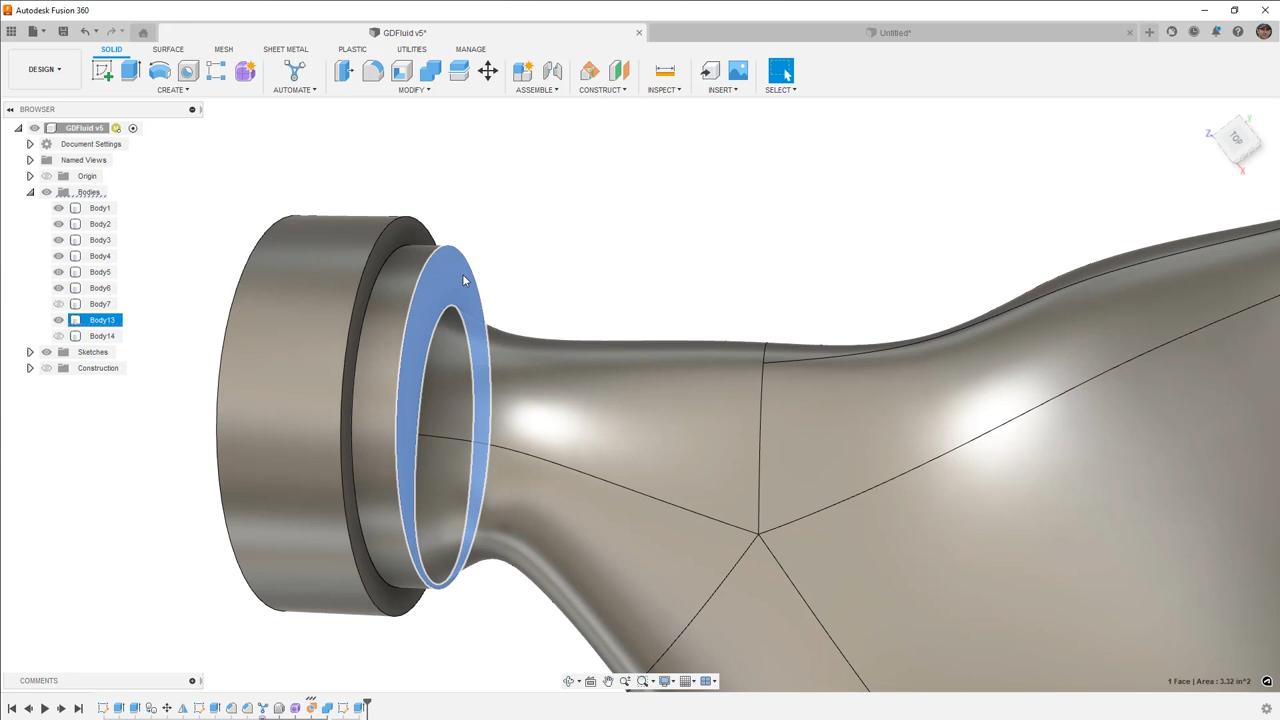 Autodesk Fusion 360
GDFluid v5*
Untitled*
DESIGN
SOLID
SURFACE
MESH
SHEET METAL
PLASTIC
UTILITIES
MANAGE
CREATE
AUTOMATE
MODIFY
ASSEMBLE
CONSTRUCT
INSPECT
INSERT
SELECT
BROWSER
GDFluid v5
Document Settings
Named Views
Origin
Bodies
Body1
Body2
Body3
Body4
Body5
Body6
Body7
Body13
Body14
Sketches
Construction
TOP
Z
Y
X
COMMENTS
1 Face | Area : 3.32 in^2